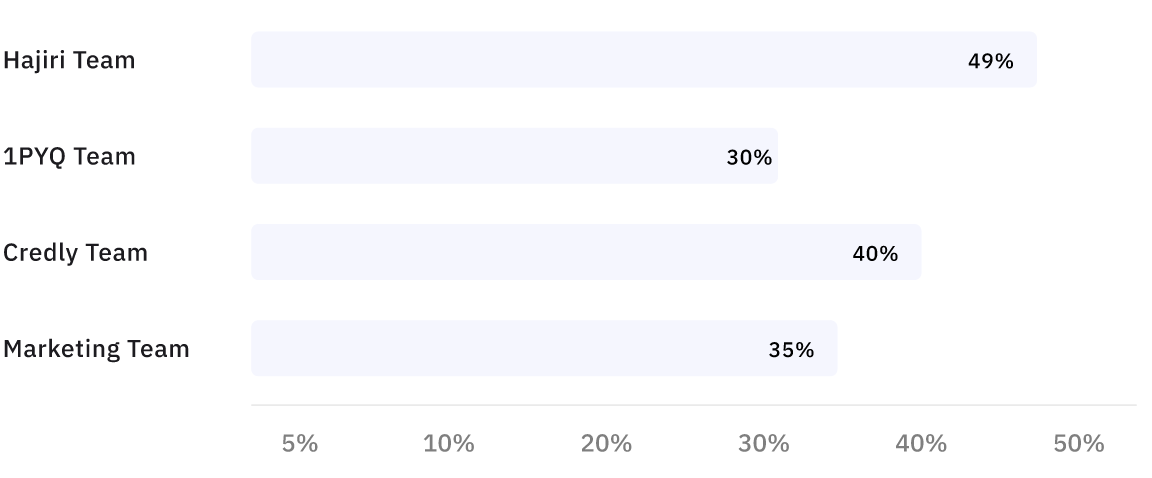 Hajiri Team 49%
1PYQ Team 30%
Credly Team 40%
Marketing Team 35%
5% 10% 20% 30% 40% 50%